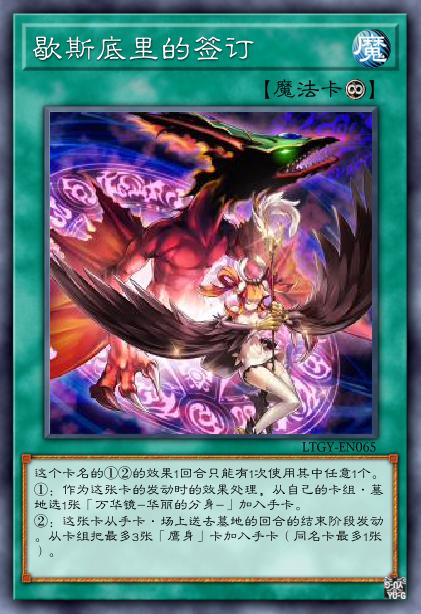 歇斯底里的签订
魔
【魔法卡♾】
LTGY-EN065
这个卡名的①②的效果1回合只能有1次使用其中任意1个。
①：作为这张卡的发动时的效果处理，从自己的卡组·墓
地选1张「万华镜-华丽的分身-」加入手卡。
②：这张卡从手卡·场上送去墓地的回合的结束阶段发动
。从卡组把最多3张「鹰身」卡加入手卡（同名卡最多1张
）。